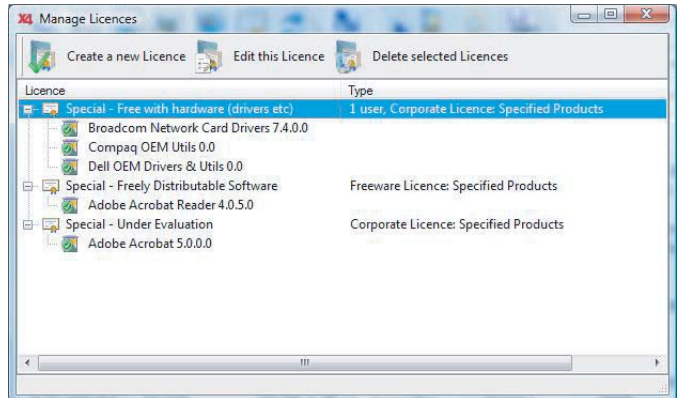 X4 Manage Licences
Create a new Licence Edit this Licence Delete selected Licences
Licence Type
Special - Free with hardware (drivers etc) 1 user, Corporate Licence: Specified Products
Broadcom Network Card Drivers 7.4.0.0
Compaq OEM Utils 0.0
Dell OEM Drivers & Utils 0.0
Special - Freely Distributable Software Freeware Licence: Specified Products
Adobe Acrobat Reader 4.0.5.0
Special - Under Evaluation Corporate Licence: Specified Products
Adobe Acrobat 5.0.0.0